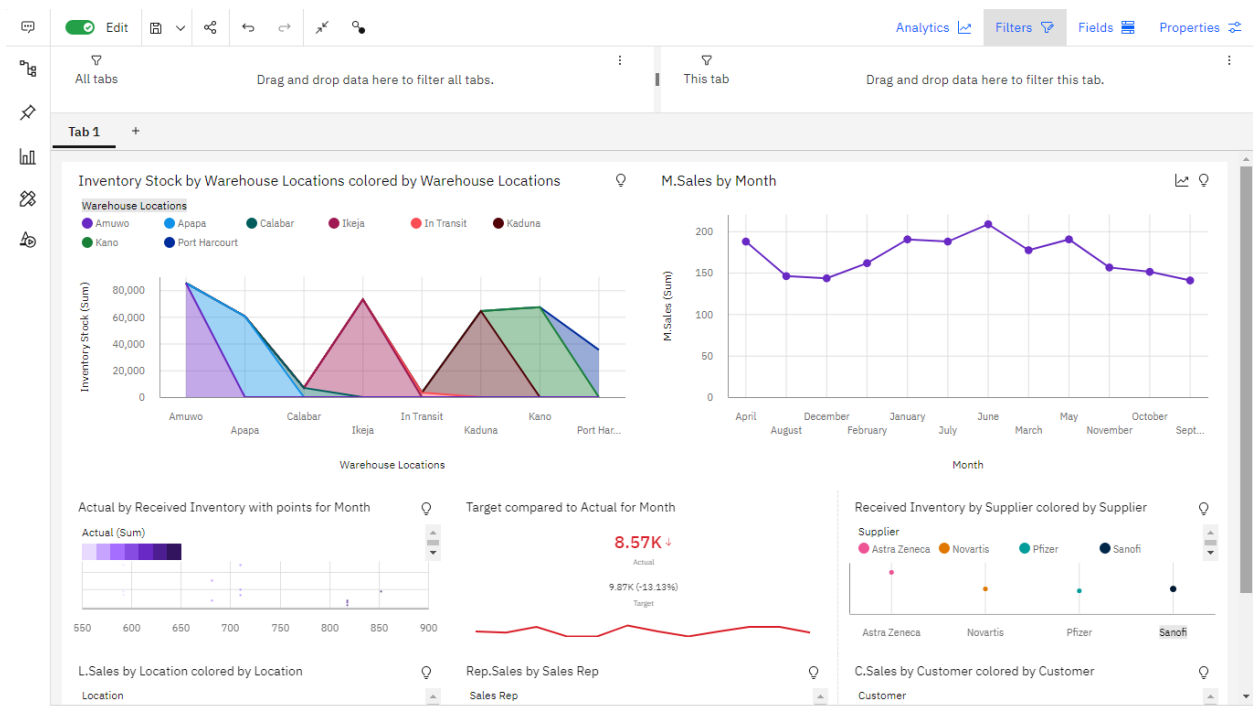 Edit
Analytics
Filters
Fields
Properties
All tabs
Drag and drop data here to filter all tabs.
This tab
Drag and drop data here to filter this tab.
Tab 1 +
Inventory Stock by Warehouse Locations colored by Warehouse Locations
Warehouse Locations
Amuwo Apapa Calabar Ikeja In Transit Kaduna
Kano Port Harcourt
Inventory Stock (Sum)
80,000
60,000
40,000
20,000
0
Amuwo Calabar In Transit Kano
Apapa Ikeja Kaduna Port Har...
Warehouse Locations
M.Sales by Month
M.Sales (Sum)
200
150
100
50
0
April December January June May October
August February July March November Sept...
Month
Actual by Received Inventory with points for Month
Actual (Sum)
550 600 650 700 750 800 850 900
Target compared to Actual for Month
8.57K↓
Actual
9.87K (-13.13%)
Target
Received Inventory by Supplier colored by Supplier
Supplier
Astra Zeneca Novartis Pfizer Sanofi
Astra Zeneca Novartis Pfizer Sanofi
L.Sales by Location colored by Location
Location
Rep.Sales by Sales Rep
Sales Rep
C.Sales by Customer colored by Customer
Customer